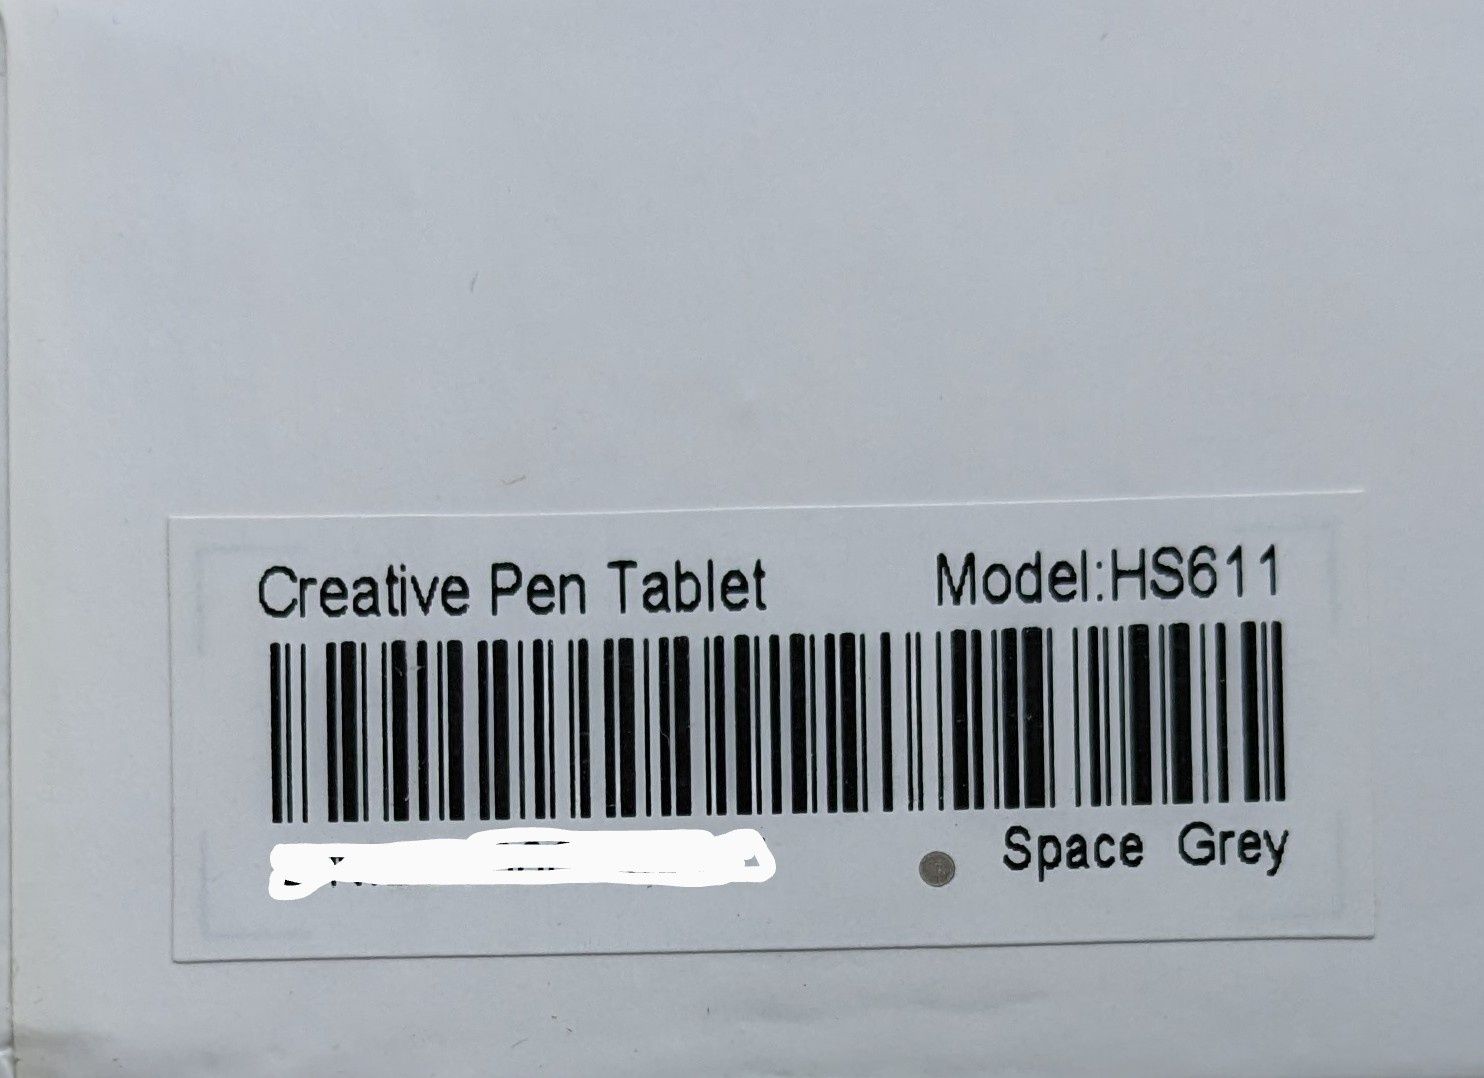 Creative Pen Tablet Model:HS611
Space Grey